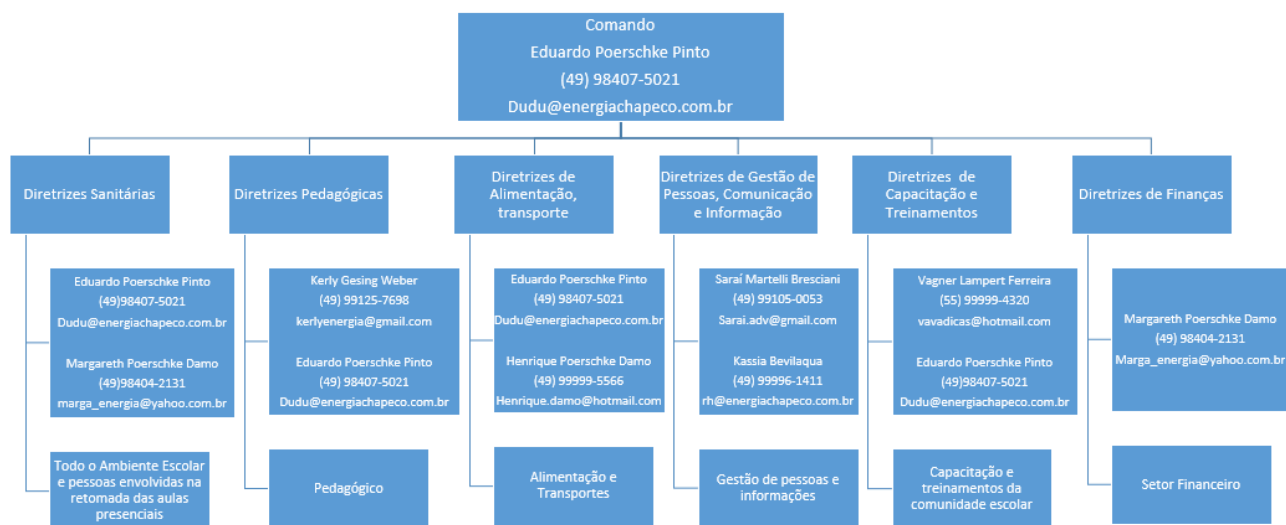 Comando
Eduardo Poerschke Pinto
(49) 98407-5021
Dudu@energiachapeco.com.br
Diretrizes Sanitárias
Diretrizes Pedagógicas
Diretrizes de
Alimentação,
transporte
Diretrizes de Gestão de
Pessoas, Comunicação
e Informação
Diretrizes de
Capacitação e
Treinamentos
Diretrizes de Finanças
Eduardo Poerschke Pinto
(49)98407-5021
Dudu@energiachapeco.com.br
Margareth Poerschke Damo
(49)98404-2131
marga_energia@yahoo.com.br
Kerly Gesing Weber
(49) 99125-7698
kerlyenergia@gmail.com
Eduardo Poerschke Pinto
(49) 98407-5021
Dudu@energiachapeco.com.br
Eduardo Poerschke Pinto
(49) 98407-5021
Dudu@energiachapeco.com.br
Henrique Poerschke Damo
(49) 99999-5566
Henrique.damo@hotmail.com
Saraí Martelli Bresciani
(49) 99105-0053
Sarai.adv@gmail.com
Kassia Bevilaqua
(49) 99996-1411
rh@energiachapeco.com.br
Vagner Lampert Ferreira
(55) 99999-4320
vavadicas@hotmail.com
Eduardo Poerschke Pinto
(49)98407-5021
Dudu@energiachapeco.com.br
Margareth Poerschke Damo
(49) 98404-2131
Marga_energia@yahoo.com.br
Todo o Ambiente Escolar
e pessoas envolvidas na
retomada das aulas
presenciais
Pedagógico
Alimentação e
Transportes
Gestão de pessoas e
informações
Capacitação e
treinamentos da
comunidade escolar
Setor Financeiro